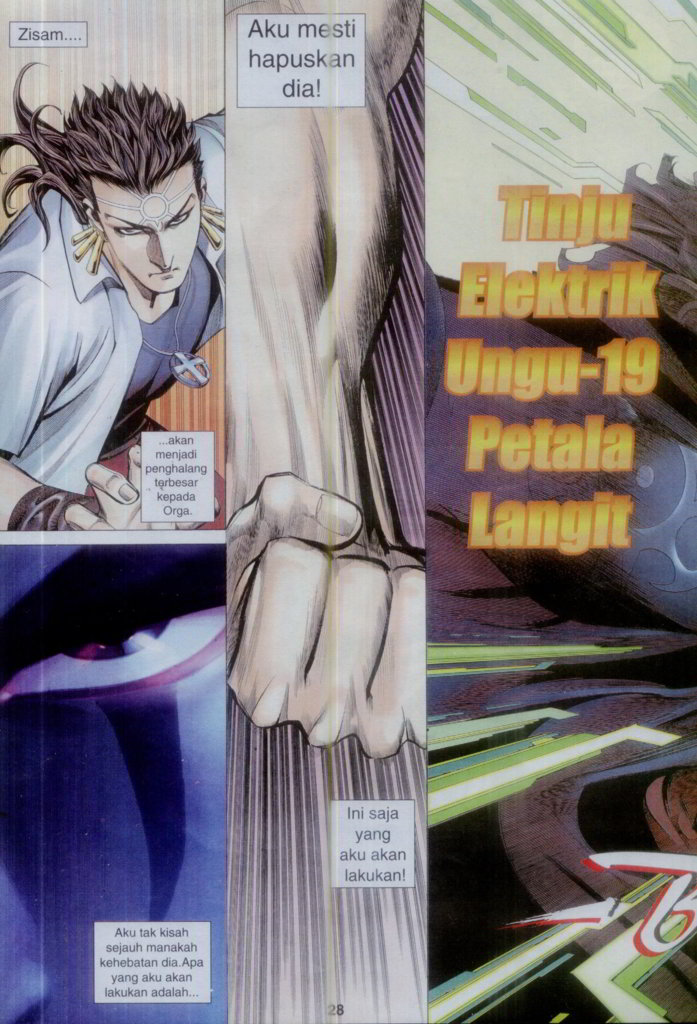 Zisam....
...akan
menjadi
penghalang
terbesar
kepada
Orga.
Aku tak kisah
sejauh manakah
kehebatan dia.Apa
yang aku akan
lakukan adalah...
Aku mesti
hapuskan
dia!
Ini saja
yang
aku akan
lakukan!
Tinju
Elektrik
Ungu-19
Petala
Langit
28